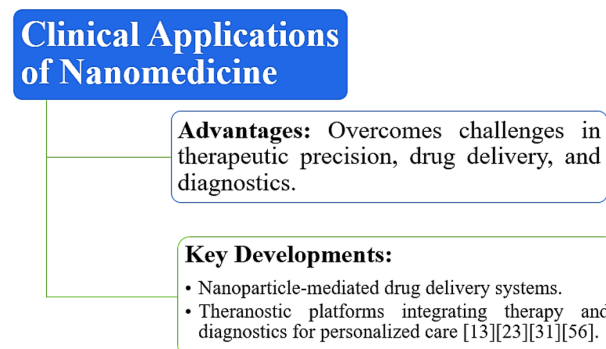 Clinical Applications
of Nanomedicine
Advantages: Overcomes challenges in
therapeutic precision, drug delivery, and
diagnostics.
Key Developments:
• Nanoparticle-mediated drug delivery systems.
• Theranostic platforms integrating therapy and
diagnostics for personalized care [13][23][31][56].